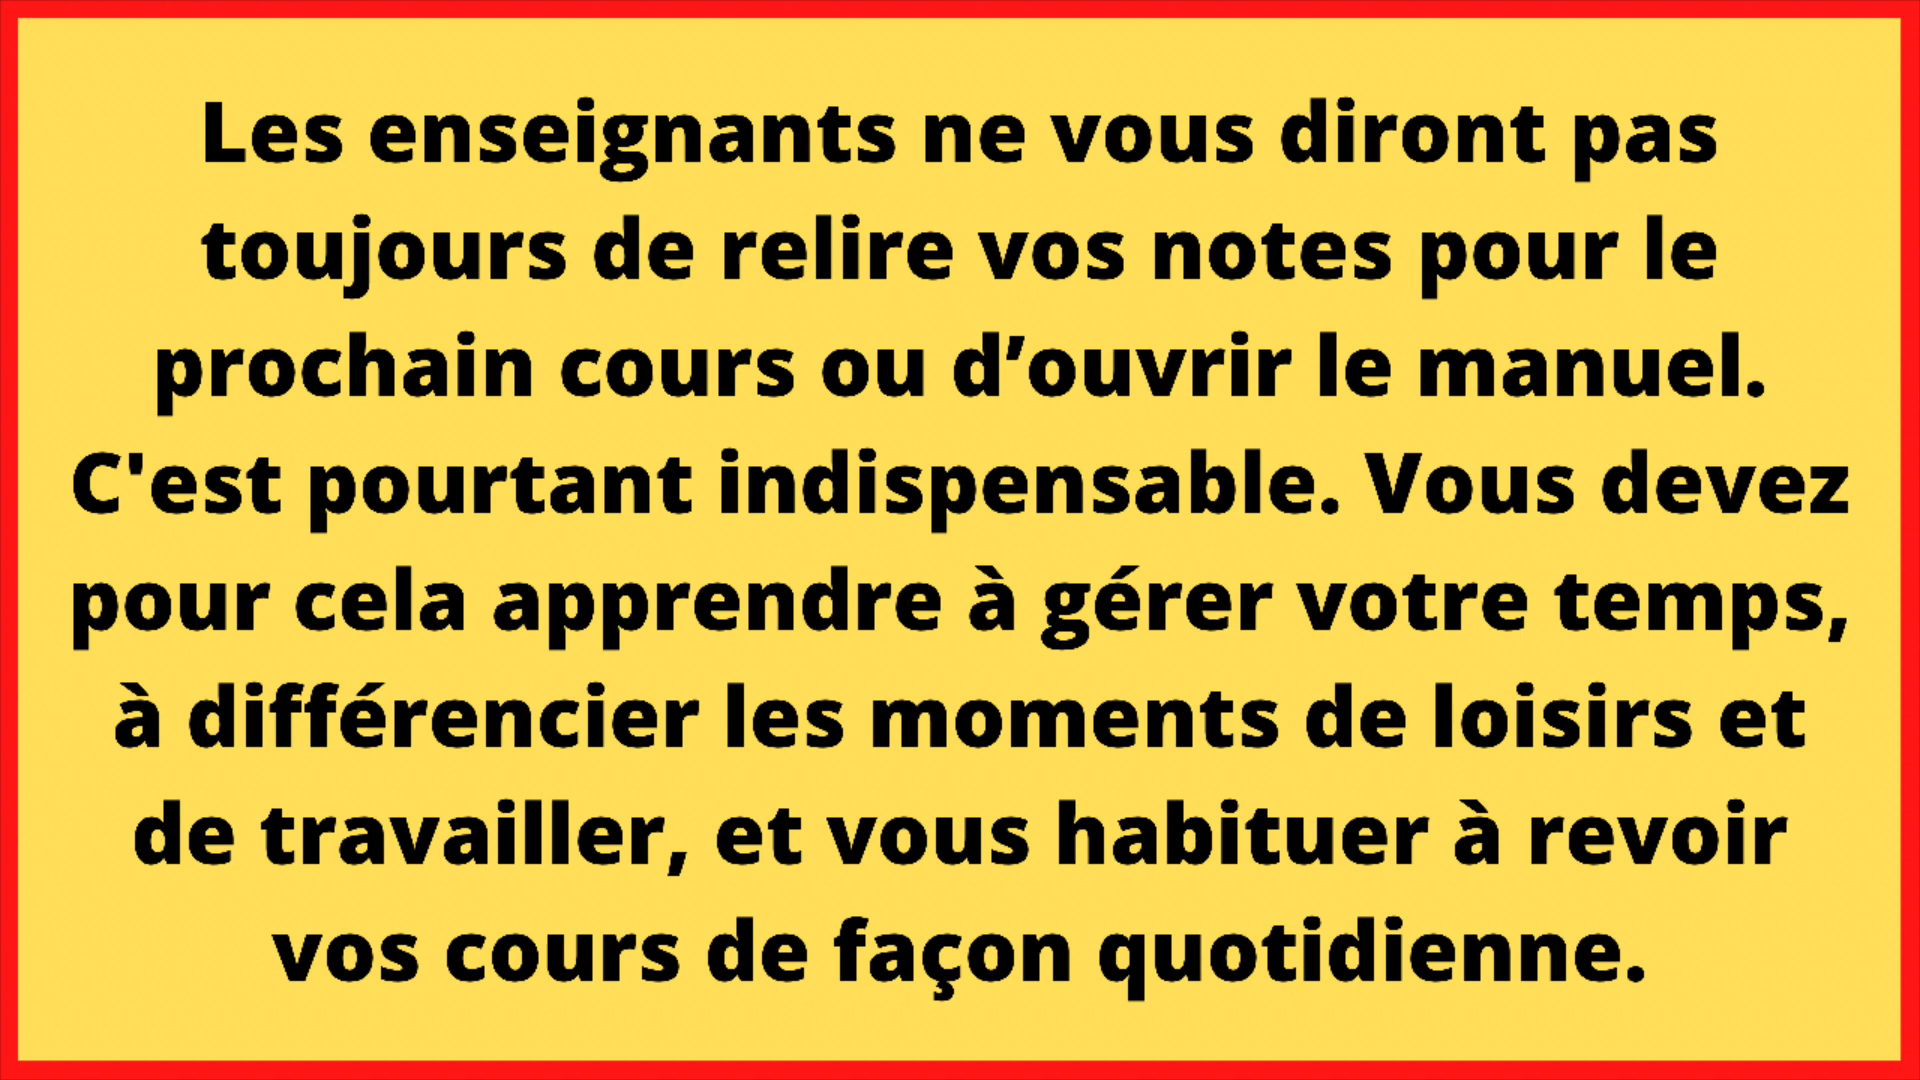 Les enseignants ne vous diront pas
toujours de relire vos notes pour le
prochain cours ou d’ouvrir le manuel.
C'est pourtant indispensable. Vous devez
pour cela apprendre à gérer votre temps,
à différencier les moments de loisirs et
de travailler, et vous habituer à revoir
vos cours de façon quotidienne.